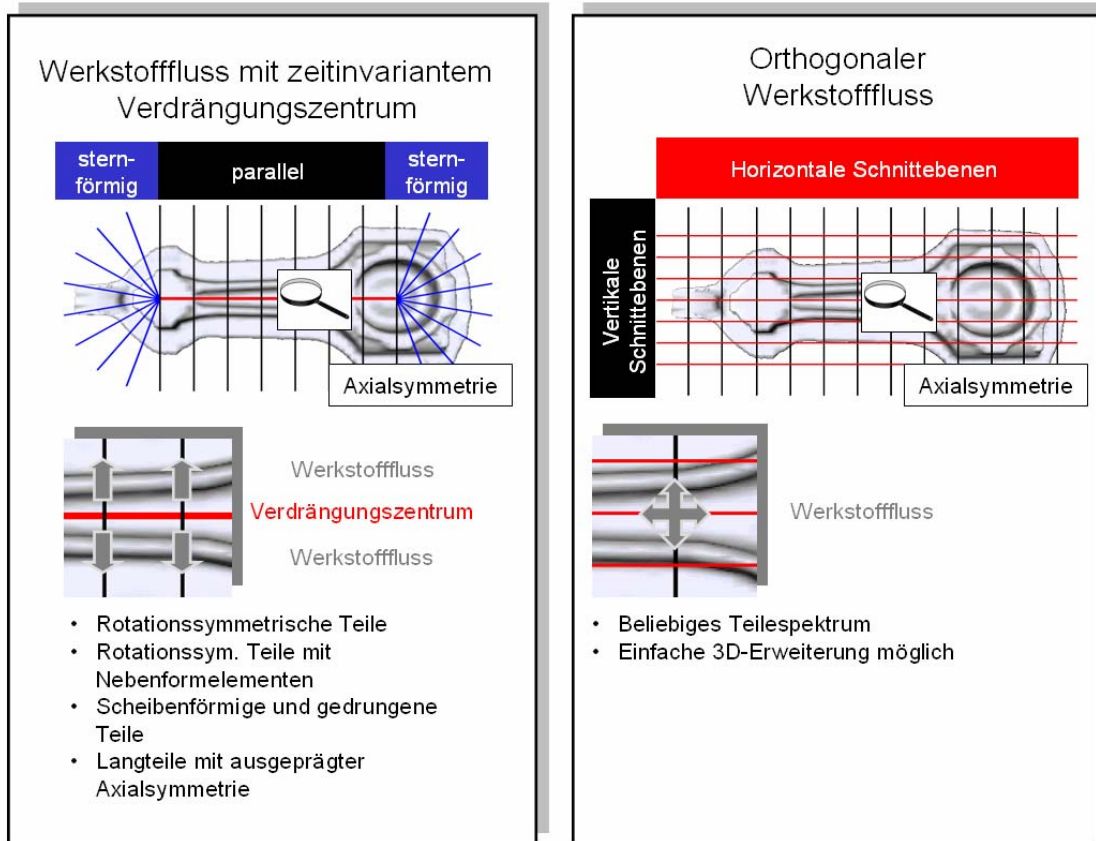 Werkstofffluss mit zeitinvariantem
Verdrängungszentrum
stern-
förmig
parallel
stern-
förmig
Axialsymmetrie
Werkstofffluss
Verdrängungszentrum
Werkstofffluss
• Rotationssymmetrische Teile
• Rotationssym. Teile mit
Nebenformelementen
• Scheibenförmige und gedrungene
Teile
• Langteile mit ausgeprägter
Axialsymmetrie
Orthogonaler
Werkstofffluss
Horizontale Schnittebenen
Vertikale
Schnittebenen
Axialsymmetrie
Werkstofffluss
• Beliebiges Teilespektrum
• Einfache 3D-Erweiterung möglich